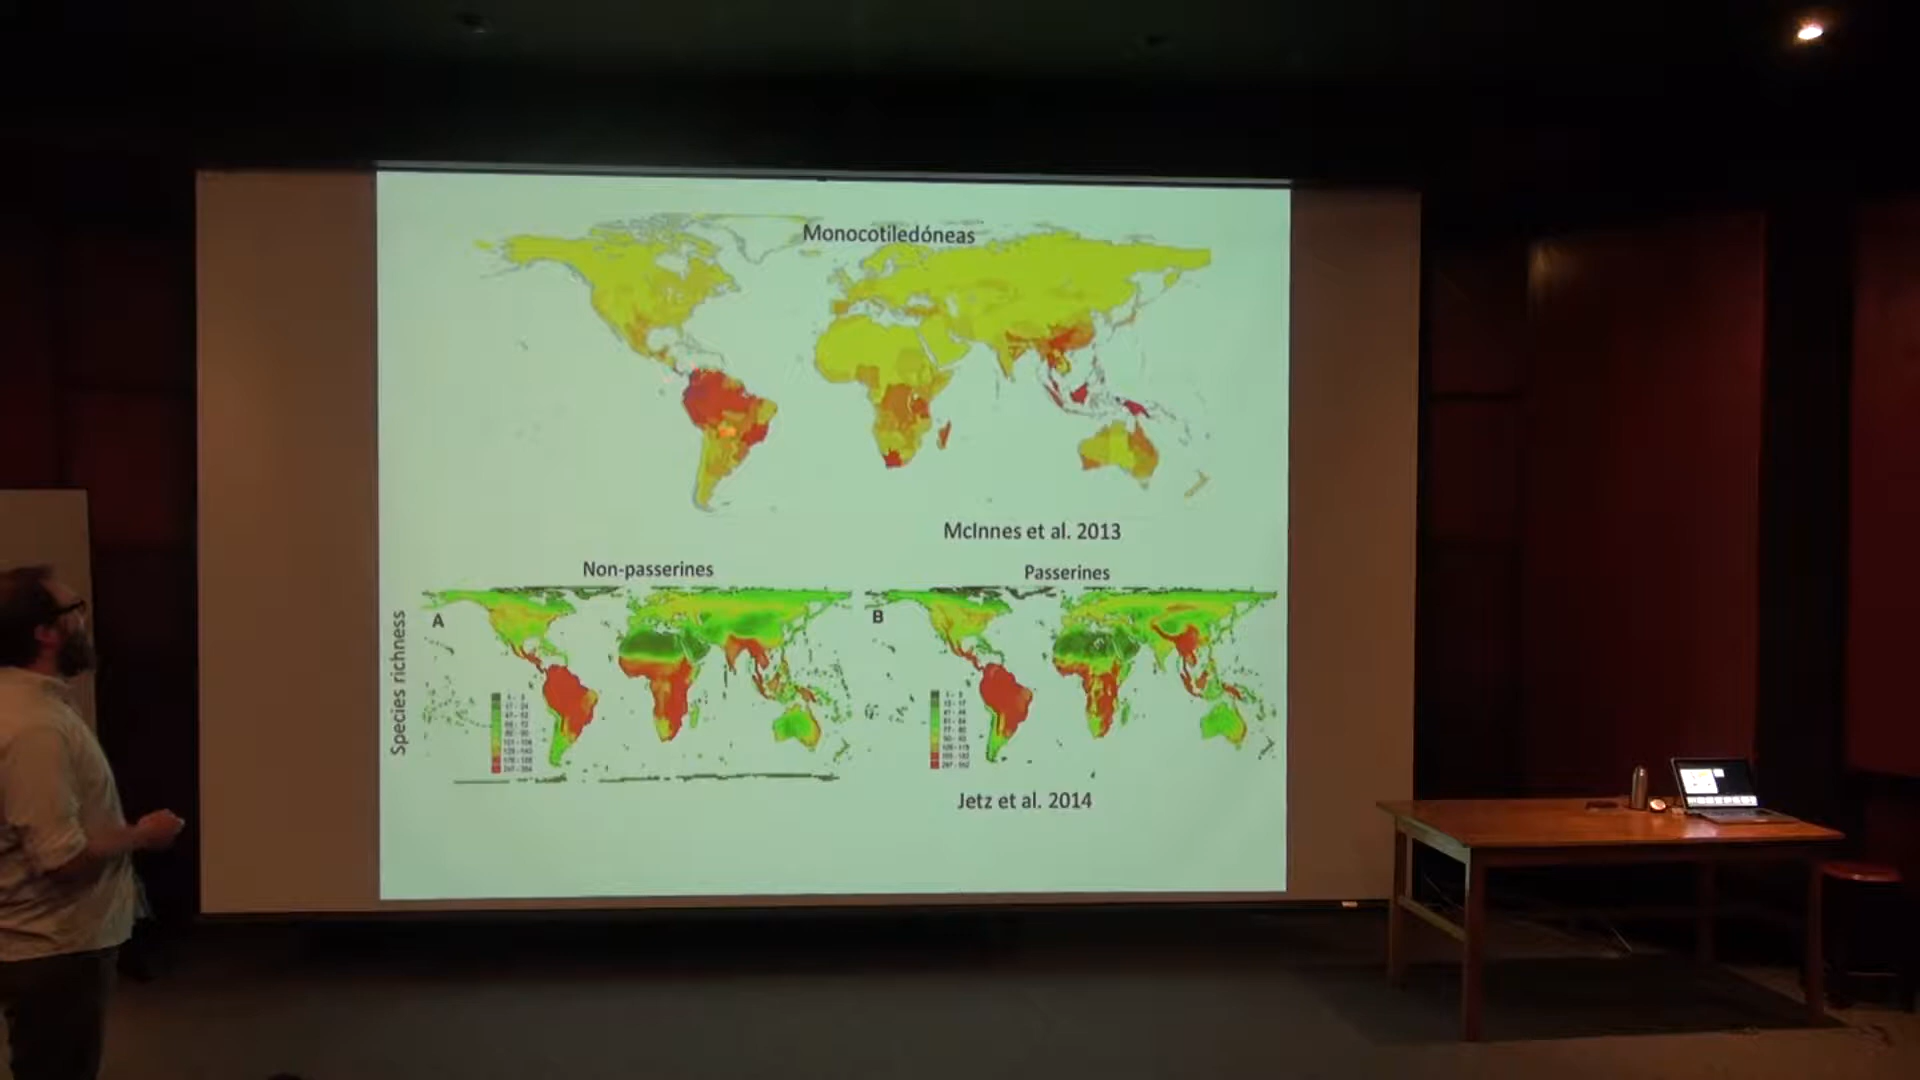 Monocotiledóneas
McInnes et al. 2013
Non-passerines
Passerines
Species richness
A
B
Jetz et al. 2014